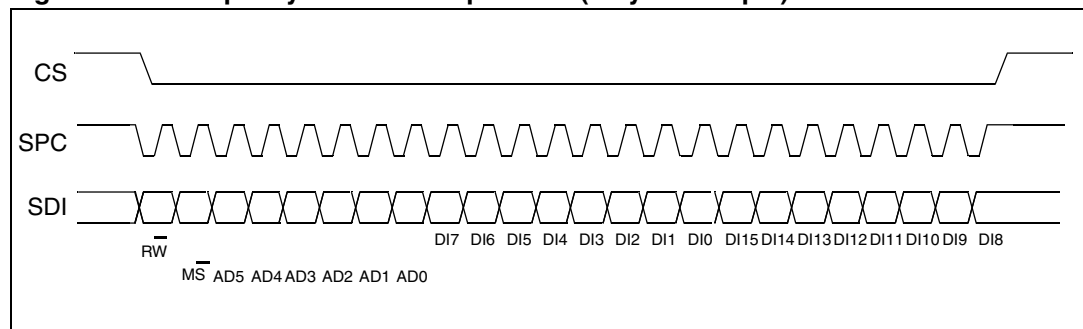 CS
SPC
SDI
DI7 DI6 DI5 DI4 DI3 DI2 DI1 DI0 DI15 DI14 DI13 DI12 DI11 DI10 DI9 DI8
RW
MS AD5 AD4 AD3 AD2 AD1 AD0